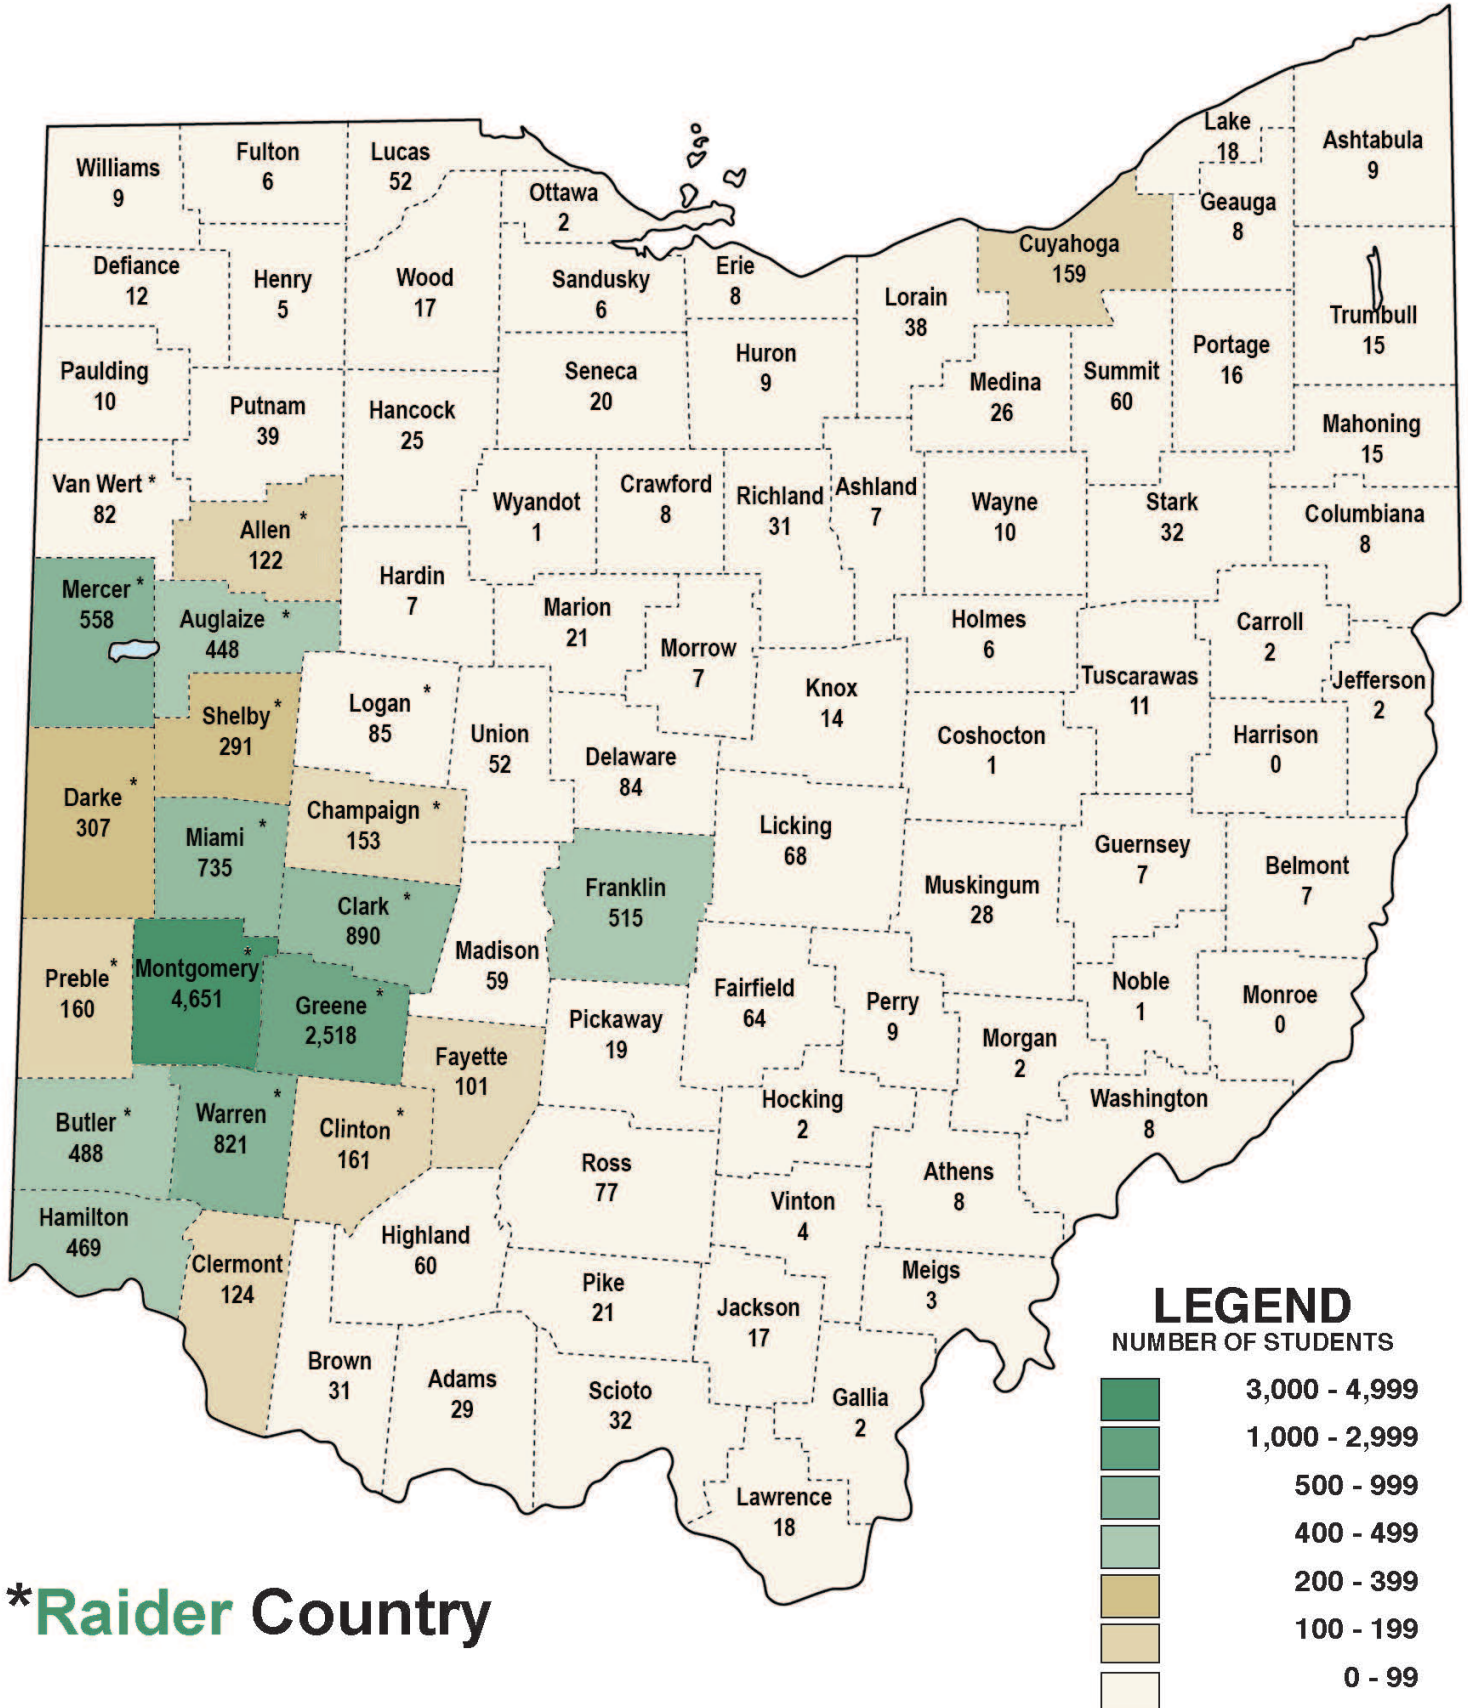 Williams
9
Fulton
6
Lucas
52
Ottawa
2
Lake
18
Ashtabula
9
Geauga
8
Defiance
12
Henry
5
Wood
17
Sandusky
6
Erie
8
Lorain
38
Cuyahoga
159
Trumbull
15
Paulding
10
Putnam
39
Hancock
25
Seneca
20
Huron
9
Medina
26
Summit
60
Portage
16
Mahoning
15
Van Wert *
82
Allen *
122
Wyandot
1
Crawford
8
Richland
31
Ashland
7
Wayne
10
Stark
32
Columbiana
8
Mercer *
558
Auglaize *
448
Hardin
7
Marion
21
Morrow
7
Holmes
6
Carroll
2
Jefferson
2
Tuscarawas
11
Knox
14
Coshocton
1
Harrison
0
Shelby *
291
Logan *
85
Union
52
Delaware
84
Darke *
307
Miami *
735
Champaign *
153
Licking
68
Muskingum
28
Guernsey
7
Belmont
7
Clark *
890
Franklin
515
Madison
59
Preble *
160
Montgomery *
4,651
Greene *
2,518
Fairfield
64
Perry
9
Noble
1
Monroe
0
Morgan
2
Pickaway
19
Fayette
101
Hocking
2
Washington
8
Butler *
488
Warren *
821
Clinton *
161
Ross
77
Vinton
4
Athens
8
Hamilton
469
Clermont
124
Highland
60
Pike
21
Jackson
17
Meigs
3
Brown
31
Adams
29
Scioto
32
Gallia
2
Lawrence
18
LEGEND
NUMBER OF STUDENTS
3,000 - 4,999
1,000 - 2,999
500 - 999
400 - 499
200 - 399
100 - 199
0 - 99
*Raider Country